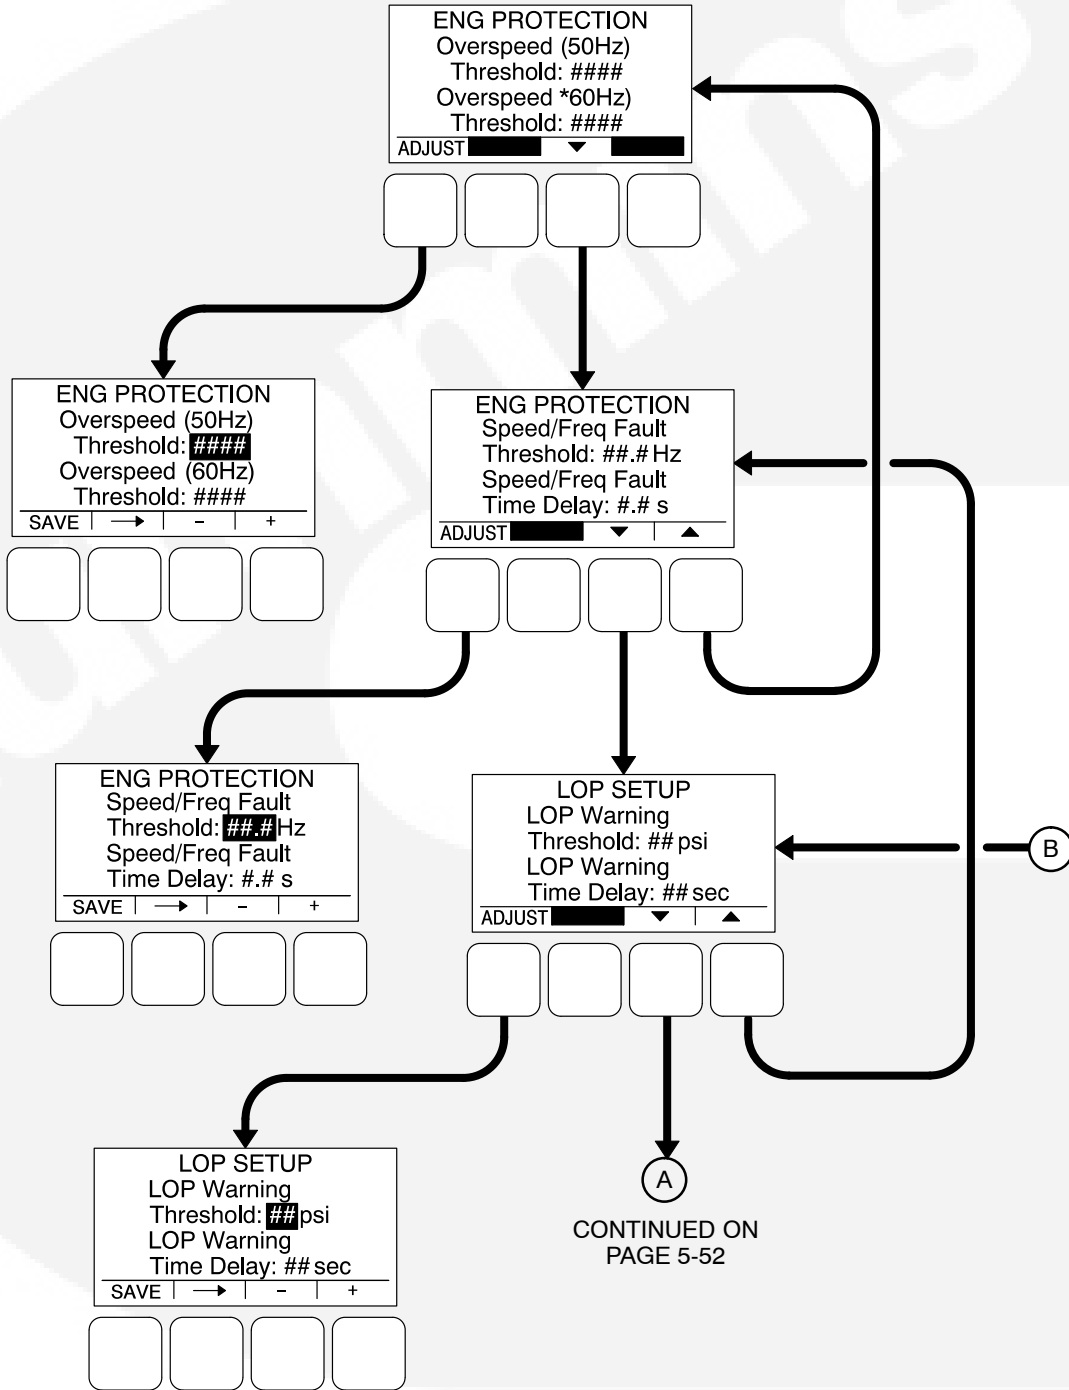 ENG PROTECTION
Overspeed (50Hz)
Threshold: ####
Overspeed *60Hz)
Threshold: ####
ADJUST
ENG PROTECTION
Overspeed (50Hz)
Threshold: ####
Overspeed (60Hz)
Threshold: ####
SAVE → - +
ENG PROTECTION
Speed/Freq Fault
Threshold: ##.# Hz
Speed/Freq Fault
Time Delay: #.# s
ADJUST
ENG PROTECTION
Speed/Freq Fault
Threshold: ##.# Hz
Speed/Freq Fault
Time Delay: #.# s
SAVE → - +
LOP SETUP
LOP Warning
Threshold: ## psi
LOP Warning
Time Delay: ## sec
ADJUST
B
LOP SETUP
LOP Warning
Threshold: ## psi
LOP Warning
Time Delay: ## sec
SAVE → - +
A
CONTINUED ON
PAGE 5-52